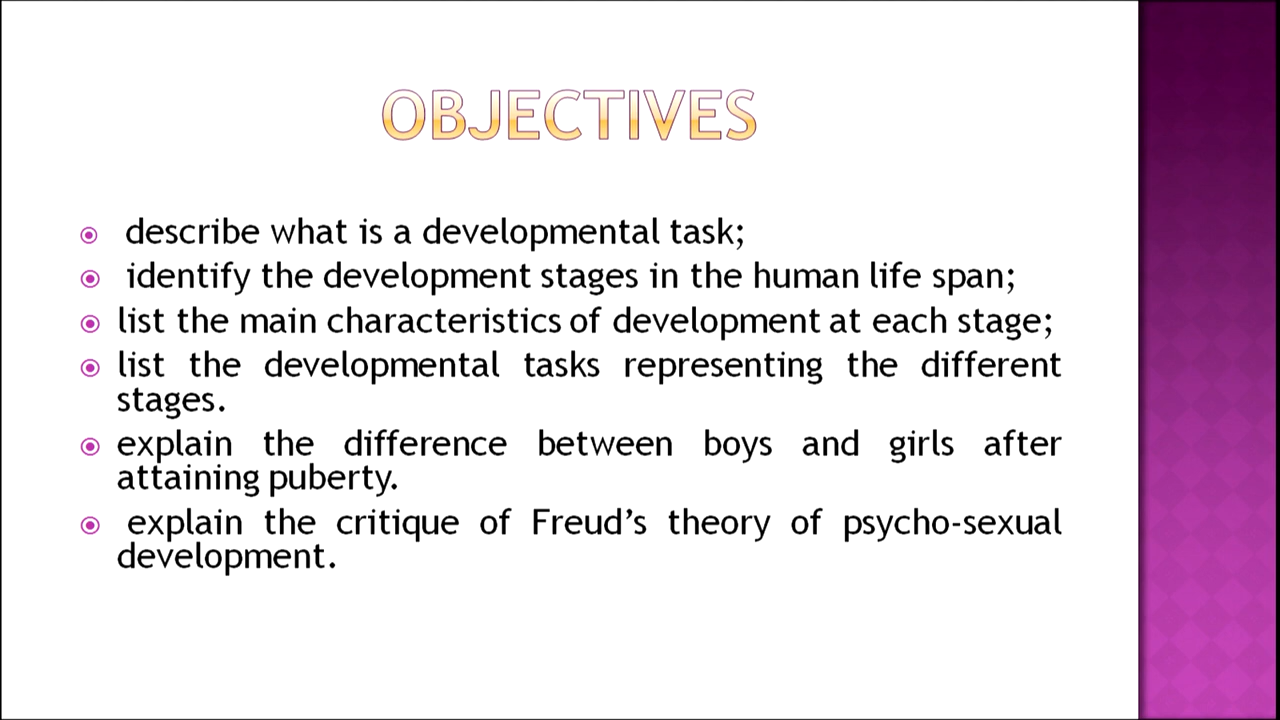 OBJECTIVES
describe what is a developmental task;
identify the development stages in the human life span;
list the main characteristics of development at each stage;
list the developmental tasks representing the different
stages.
explain the difference between boys and girls after
attaining puberty.
explain the critique of Freud’s theory of psycho-sexual
development.